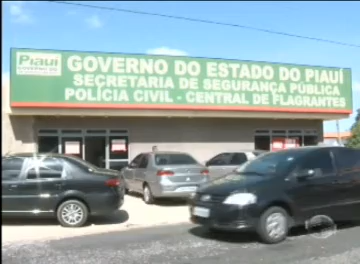 Piauí
GOVERNO DO ESTADO DO PIAUÍ
SECRETARIA DE SEGURANÇA PÚBLICA
POLÍCIA CIVIL - CENTRAL DE FLAGRANTES